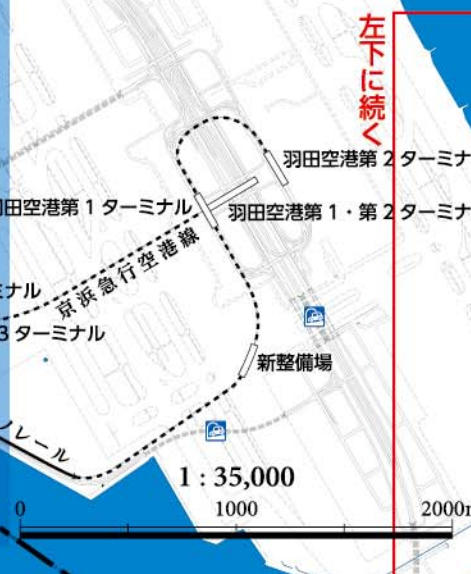 左下に続く
羽田空港第2ターミナ
羽田空港第1ターミナル
羽田空港第1・第2ターミナ
京浜急行空港線
ミナル
3ターミナル
新整備場
ノレール
1:35,000
0 1000 2000m